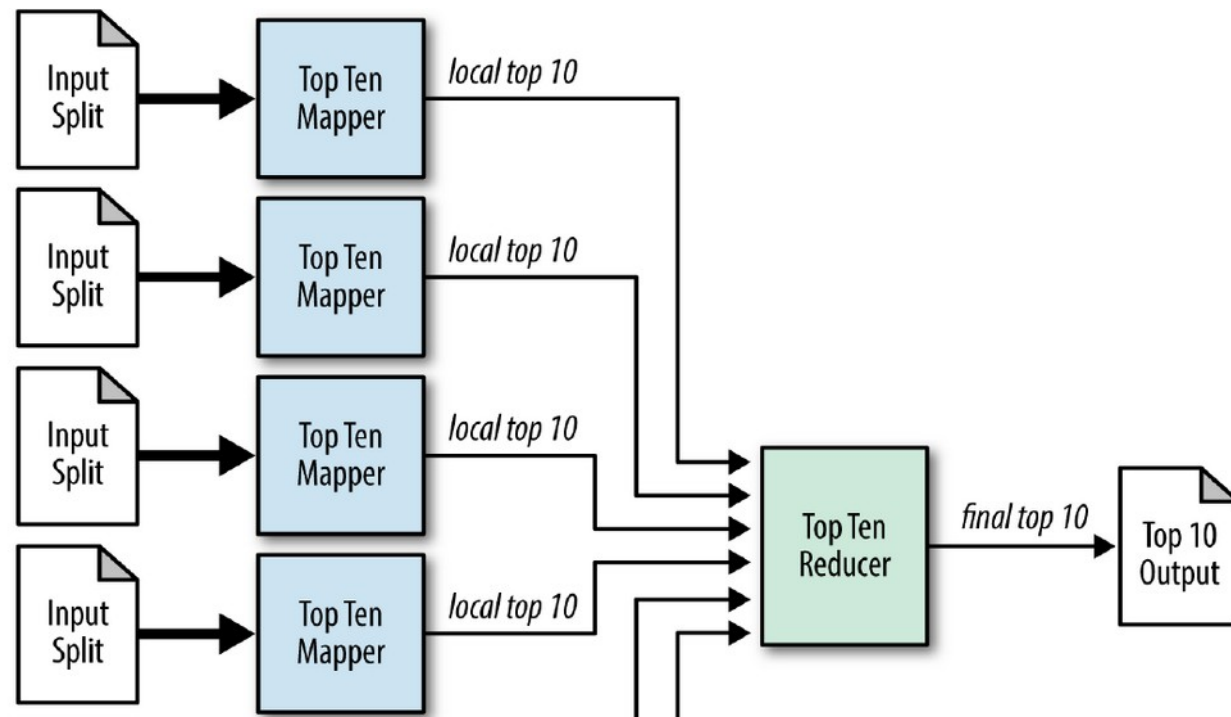 Input
Split
Top Ten
Mapper
local top 10
Input
Split
Top Ten
Mapper
local top 10
Input
Split
Top Ten
Mapper
local top 10
Input
Split
Top Ten
Mapper
local top 10
Top Ten
Reducer
final top 10
Top 10
Output